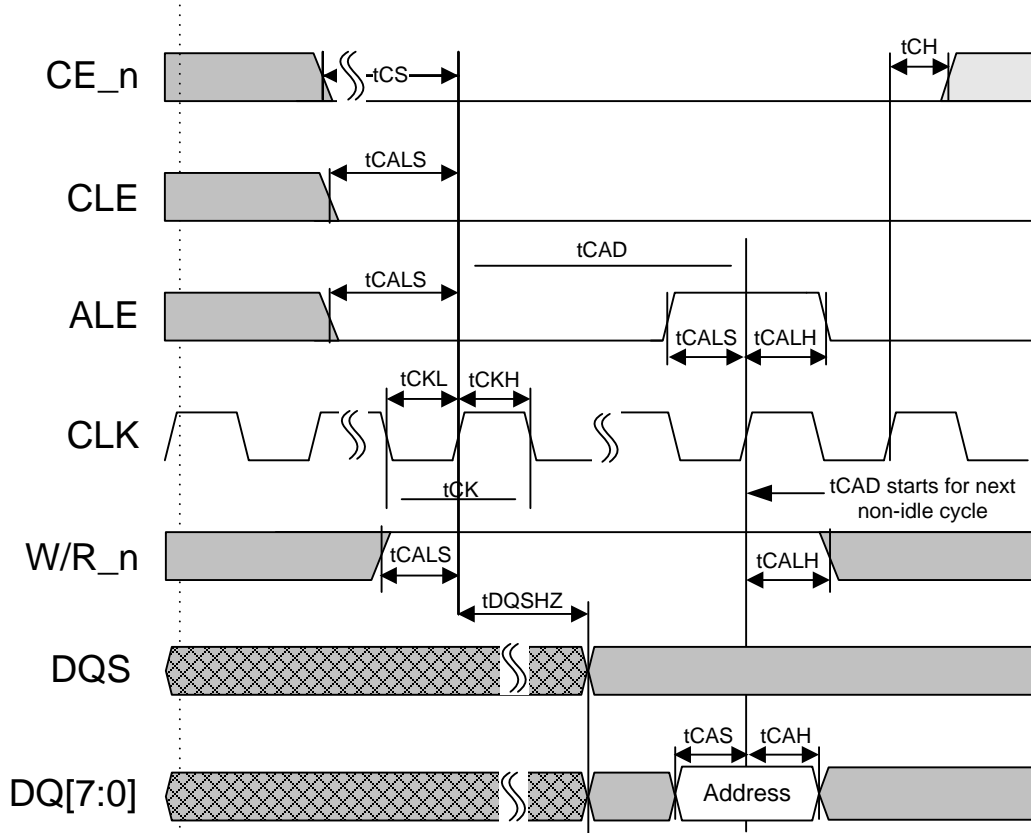 tCH
CE_n
tCS
tCALS
CLE
tCAD
tCALS
ALE
tCALS
tCALH
tCKL
tCKH
CLK
tCK
tCAD starts for next
non-idle cycle
W/R_n
tCALS
tCALH
tDQSHZ
DQS
tCAS
tCAH
DQ[7:0]
Address